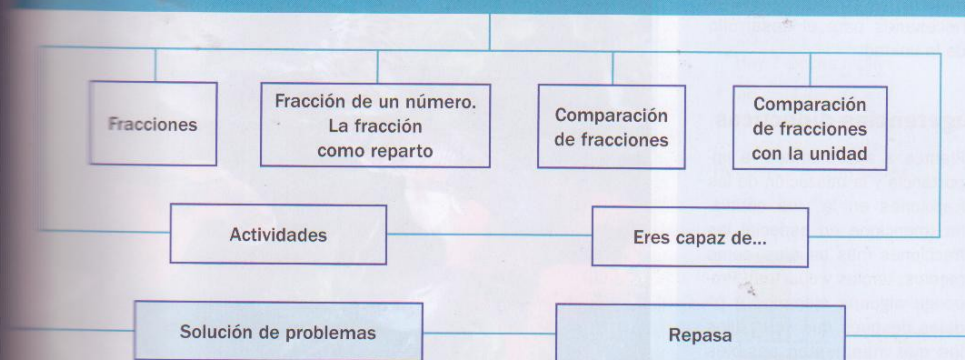 Fracciones
Fracción de un número.
La fracción
como reparto
Comparación
de fracciones
Comparación
de fracciones
con la unidad
Actividades
Eres capaz de...
Solución de problemas
Repasa